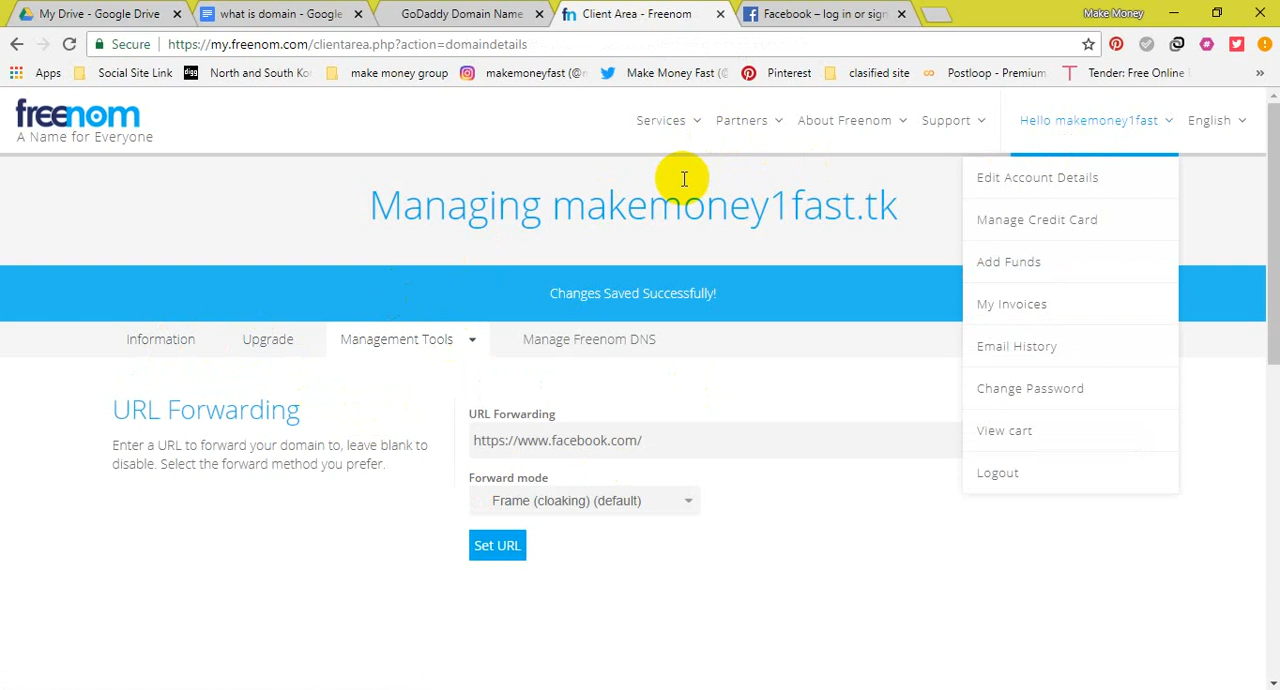 My Drive - Google Drive
what is domain - Google
GoDaddy Domain Name
Client Area - Freenom
Facebook – log in or sign
Make Money
Secure
https://my.freenom.com/clientarea.php?action=domaindetails
Apps
Social Site Link
digg
North and South Ko
make money group
makemoneyfast (@r
Make Money Fast (@
Pinterest
clasified site
Postloop - Premium
Tender: Free Online
»
freenom
A Name for Everyone
Services
Partners
About Freenom
Support
Hello makemoney1fast
English
Edit Account Details
Manage Credit Card
Add Funds
My Invoices
Email History
Change Password
View cart
Logout
Managing makemoney1fast.tk
Changes Saved Successfully!
Information
Upgrade
Management Tools
Manage Freenom DNS
URL Forwarding
Enter a URL to forward your domain to, leave blank to
disable. Select the forward method you prefer.
URL Forwarding
https://www.facebook.com/
Forward mode
Frame (cloaking) (default)
Set URL